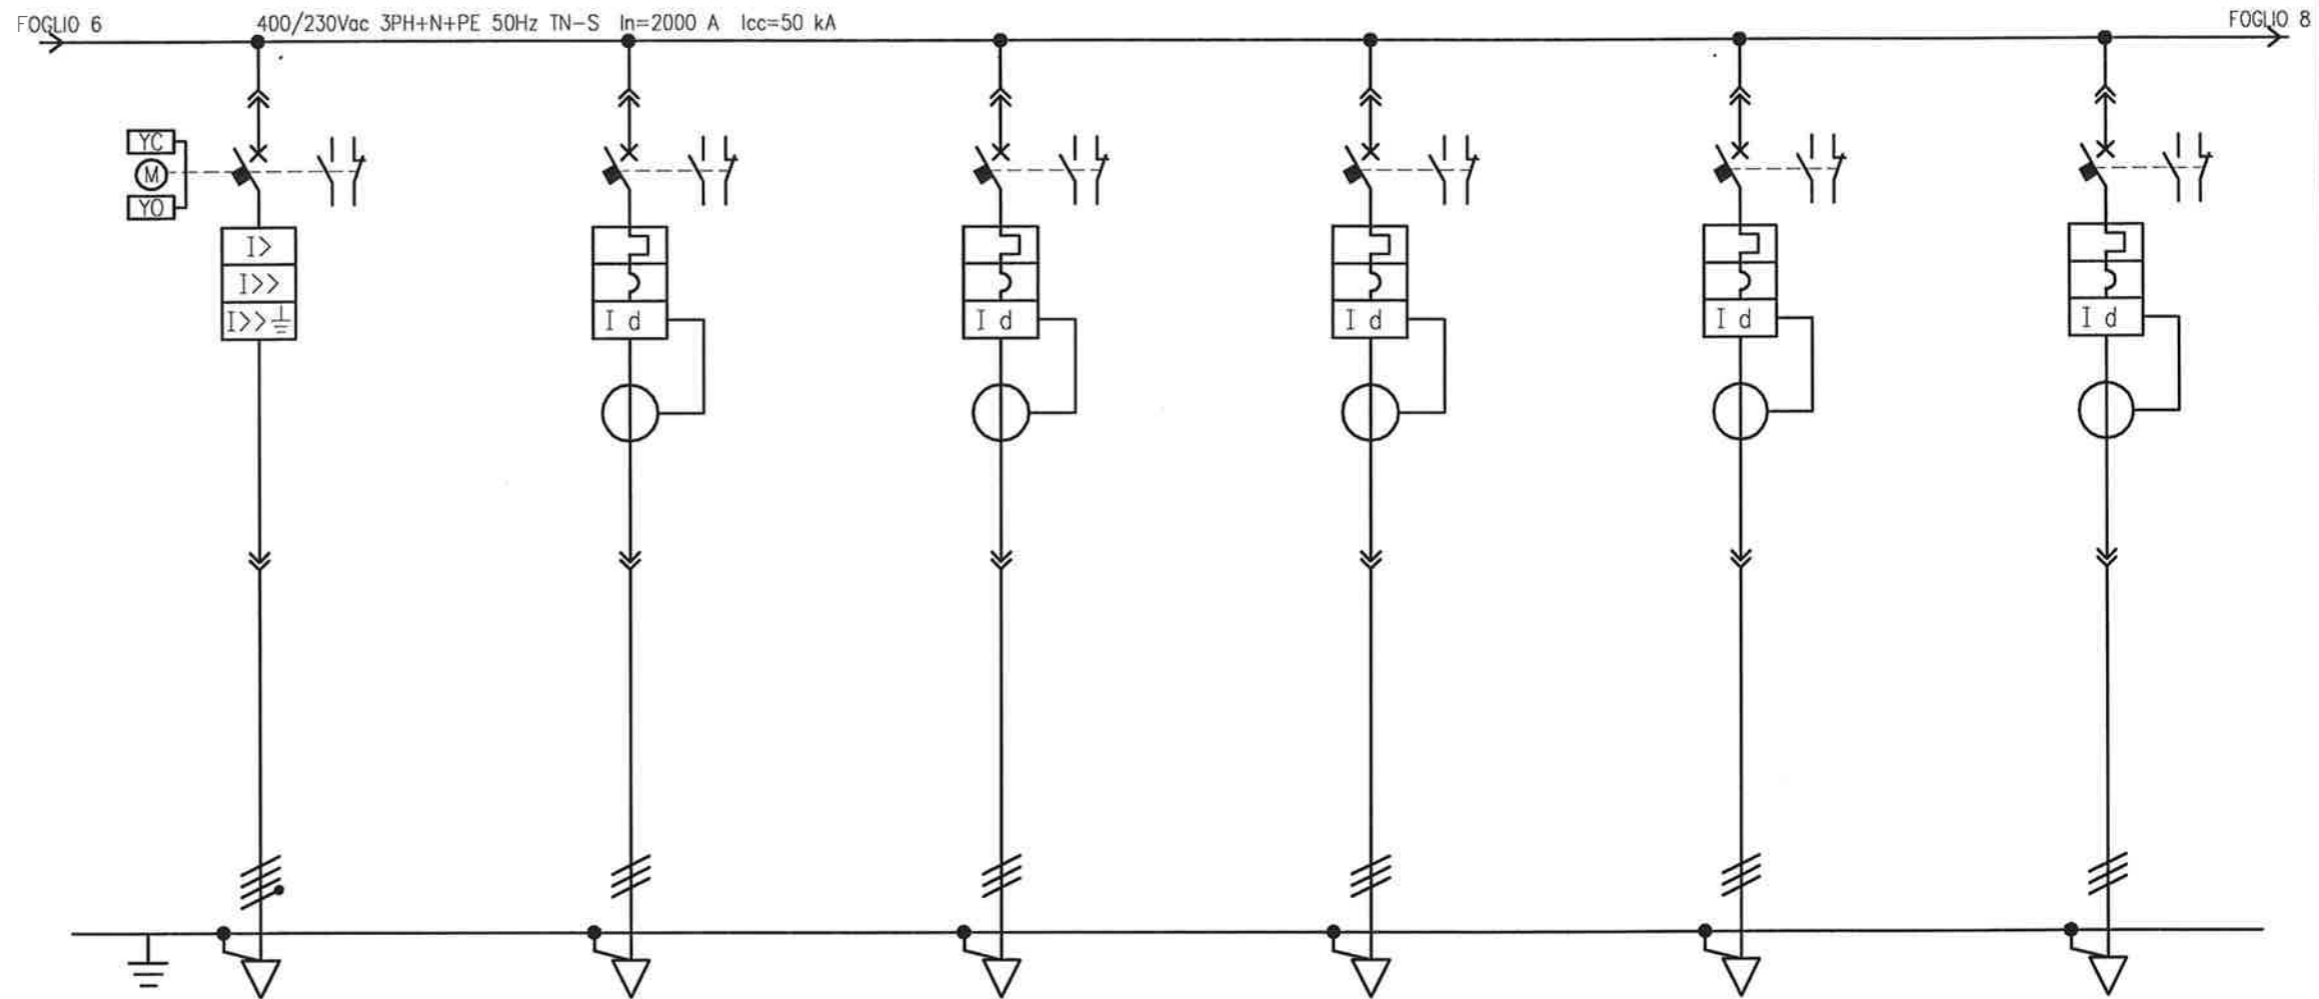 FOGLIO 6
400/230Vac 3PH+N+PE 50Hz TN-S In=2000 A Icc=50 kA
FOGLIO 8
YC
M
YO
I>
I>>
I>>
I d
I d
I d
I d
I d